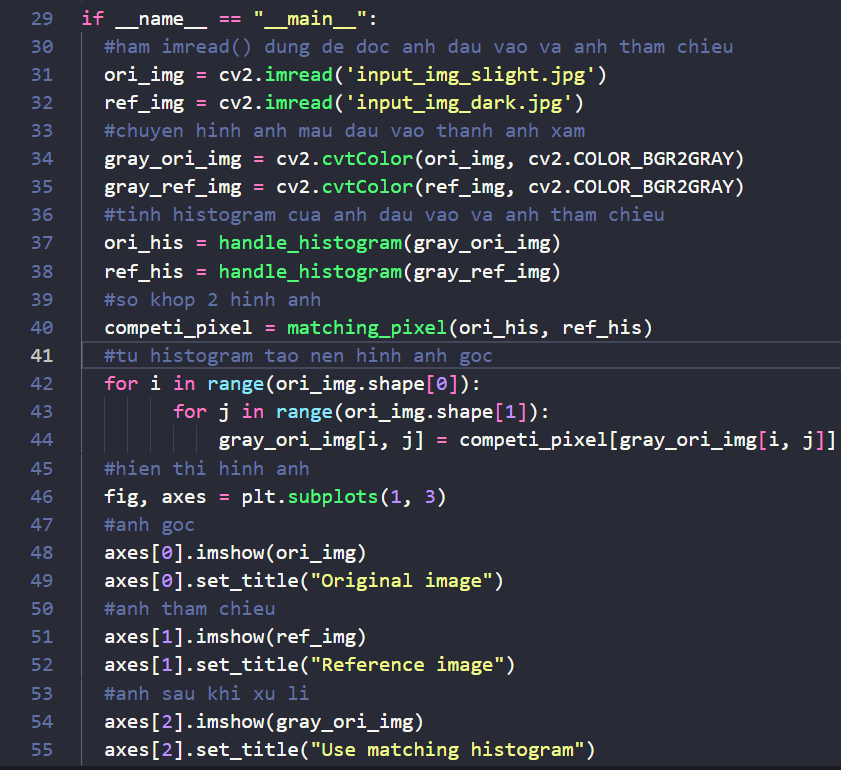 29 if __name__ == "__main__":
30 #ham imread() dung de doc anh dau vao va anh tham chieu
31 ori_img = cv2.imread('input_img_slight.jpg')
32 ref_img = cv2.imread('input_img_dark.jpg')
33 #chuyen hinh anh mau dau vao thanh anh xam
34 gray_ori_img = cv2.cvtColor(ori_img, cv2.COLOR_BGR2GRAY)
35 gray_ref_img = cv2.cvtColor(ref_img, cv2.COLOR_BGR2GRAY)
36 #tinh histogram cua anh dau vao va anh tham chieu
37 ori_his = handle_histogram(gray_ori_img)
38 ref_his = handle_histogram(gray_ref_img)
39 #so khop 2 hinh anh
40 competi_pixel = matching_pixel(ori_his, ref_his)
41 #tu histogram tao nen hinh anh goc
42 for i in range(ori_img.shape[0]):
43 for j in range(ori_img.shape[1]):
44 gray_ori_img[i, j] = competi_pixel[gray_ori_img[i, j]]
45 #hien thi hinh anh
46 fig, axes = plt.subplots(1, 3)
47 #anh goc
48 axes[0].imshow(ori_img)
49 axes[0].set_title("Original image")
50 #anh tham chieu
51 axes[1].imshow(ref_img)
52 axes[1].set_title("Reference image")
53 #anh sau khi xu li
54 axes[2].imshow(gray_ori_img)
55 axes[2].set_title("Use matching histogram")